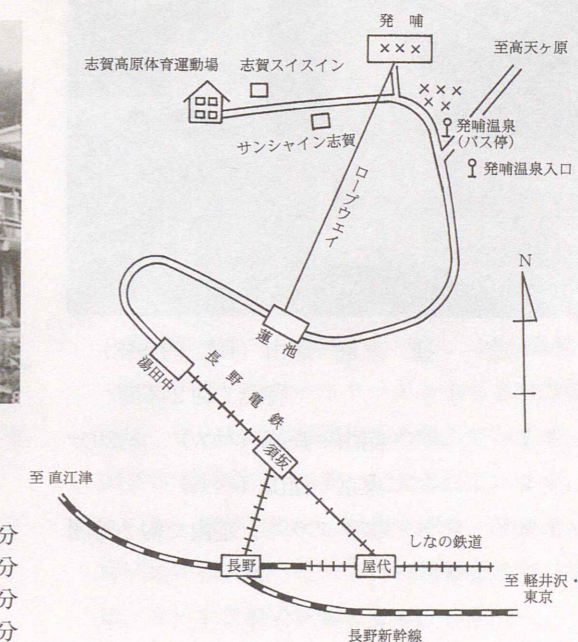 発 哺
至高天ヶ原
志賀高原体育運動場
志賀スイスイン
サンシャイン志賀
発哺温泉
(バス停)
発哺温泉入口
ロープウェイ
N
蓮 池
湯田中
長 野 電 鉄
須坂
至 直江津
長野
屋代
しなの鉄道
至 軽井沢・
東京
長野新幹線
分
分
分
分